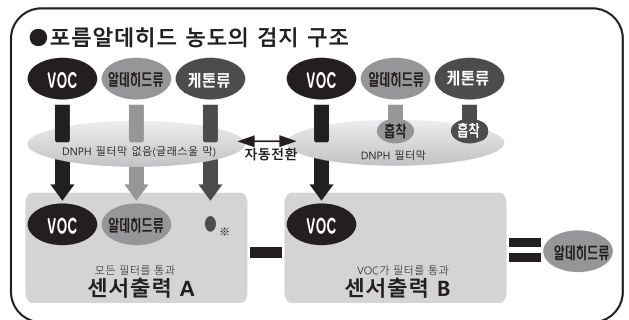 ●포름알데히드 농도의 검지 구조
VOC 알데히드류 케톤류 VOC 알데히드류 케톤류
흡착 흡착
DNPH 필터막 없음(글래스울 막) 자동전환 DNPH 필터막
VOC 알데히드류 ※ VOC
알데히드류
모든 필터를 통과 VOC가 필터를 통과
센서출력 A 센서출력 B